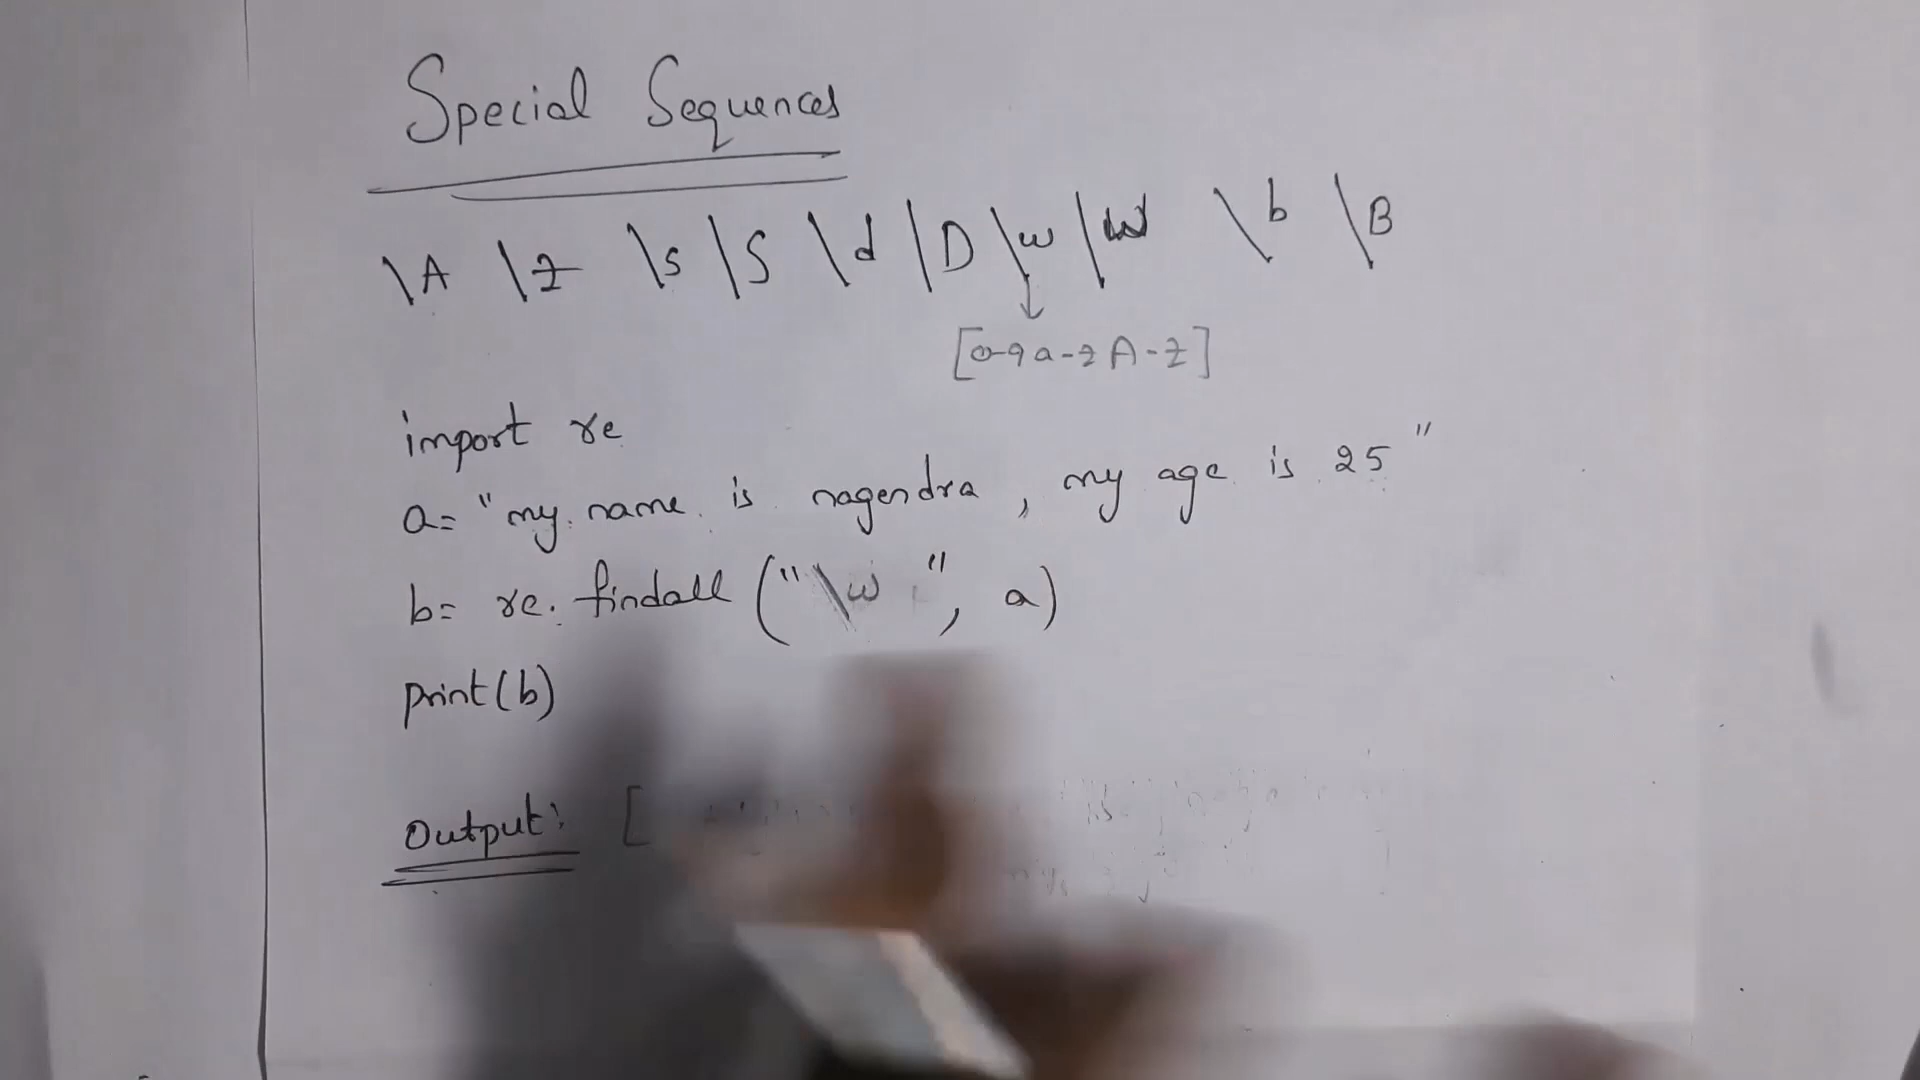 Special Sequences
\A \Z \s \S \d \D \w \W \b \B
[0-9a-zA-Z]
import re
a= "my name is nagendra, my age is 25"
b= re.findall("\w", a)
print(b)
Output: [